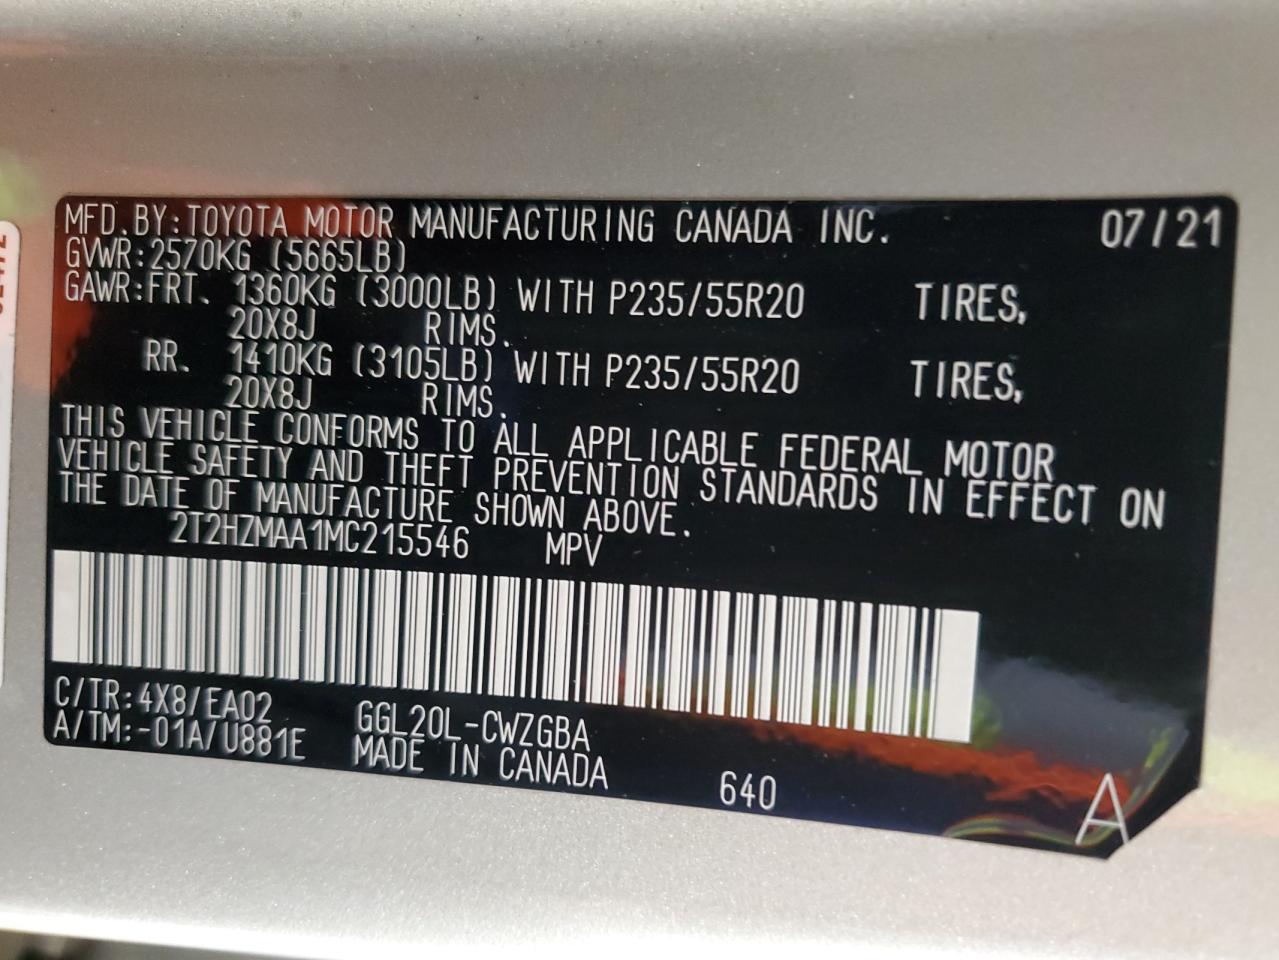 MFD.BY:TOYOTA MOTOR MANUFACTURING CANADA INC. 07/21
GVWR:2570KG (5665LB)
GAWR:FRT. 1360KG (3000LB) WITH P235/55R20 TIRES,
20X8J RIMS.
RR. 1410KG (3105LB) WITH P235/55R20 TIRES,
20X8J RIMS.
THIS VEHICLE CONFORMS TO ALL APPLICABLE FEDERAL MOTOR
VEHICLE SAFETY AND THEFT PREVENTION STANDARDS IN EFFECT ON
THE DATE OF MANUFACTURE SHOWN ABOVE.
2T2HZMAA1MC215546 MPV
C/TR:4X8/EA02 GGL20L-CWZGBA
A/TM:-01A/U881E MADE IN CANADA
640
A